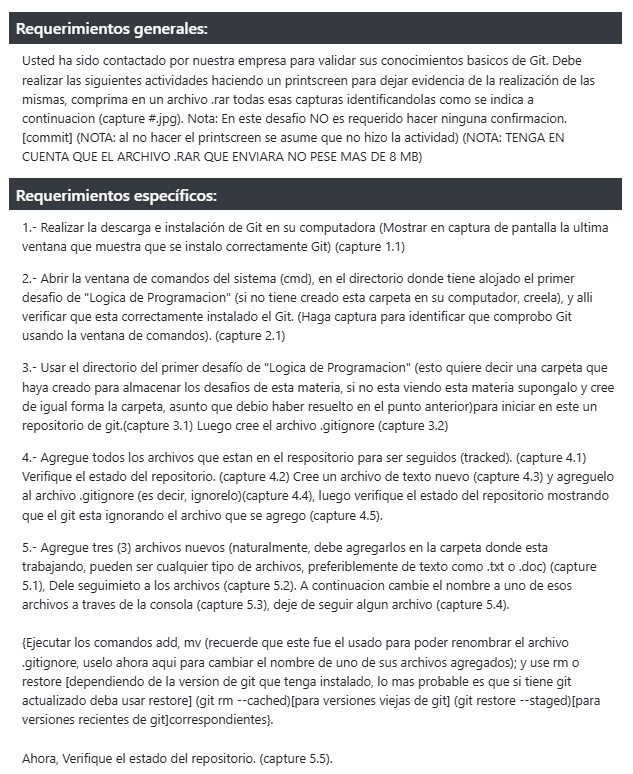 Requerimientos generales:
Usted ha sido contactado por nuestra empresa para validar sus conocimientos basicos de Git. Debe
realizar las siguientes actividades haciendo un printscreen para dejar evidencia de la realización de las
mismas, comprima en un archivo .rar todas esas capturas identificandolas como se indica a
continuacion (capture #.jpg). Nota: En este desafio NO es requerido hacer ninguna confirmacion.
[commit] (NOTA: al no hacer el printscreen se asume que no hizo la actividad) (NOTA: TENGA EN
CUENTA QUE EL ARCHIVO .RAR QUE ENVIARA NO PESE MAS DE 8 MB)
Requerimientos específicos:
1.- Realizar la descarga e instalación de Git en su computadora (Mostrar en captura de pantalla la ultima
ventana que muestra que se instalo correctamente Git) (capture 1.1)
2.- Abrir la ventana de comandos del sistema (cmd), en el directorio donde tiene alojado el primer
desafio de "Logica de Programacion" (si no tiene creado esta carpeta en su computador, creela), y alli
verificar que esta correctamente instalado el Git. (Haga captura para identificar que comprobo Git
usando la ventana de comandos). (capture 2.1)
3.- Usar el directorio del primer desafío de "Logica de Programacion" (esto quiere decir una carpeta que
haya creado para almacenar los desafios de esta materia, si no esta viendo esta materia supongalo y cree
de igual forma la carpeta, asunto que debio haber resuelto en el punto anterior)para iniciar en este un
repositorio de git.(capture 3.1) Luego cree el archivo .gitignore (capture 3.2)
4.- Agregue todos los archivos que estan en el respositorio para ser seguidos (tracked). (capture 4.1)
Verifique el estado del repositorio. (capture 4.2) Cree un archivo de texto nuevo (capture 4.3) y agreguelo
al archivo .gitignore (es decir, ignorelo)(capture 4.4), luego verifique el estado del repositorio mostrando
que el git esta ignorando el archivo que se agrego (capture 4.5).
5.- Agregue tres (3) archivos nuevos (naturalmente, debe agregarlos en la carpeta donde esta
trabajando, pueden ser cualquier tipo de archivos, preferiblemente de texto como .txt o .doc) (capture
5.1), Dele seguimieto a los archivos (capture 5.2). A continuacion cambie el nombre a uno de esos
archivos a traves de la consola (capture 5.3), deje de seguir algun archivo (capture 5.4).
{Ejecutar los comandos add, mv (recuerde que este fue el usado para poder renombrar el archivo
.gitignore, uselo ahora aqui para cambiar el nombre de uno de sus archivos agregados); y use rm o
restore [dependiendo de la version de git que tenga instalado, lo mas probable es que si tiene git
actualizado deba usar restore] (git rm --cached)[para versiones viejas de git] (git restore --staged)[para
versiones recientes de git]correspondientes}.
Ahora, Verifique el estado del repositorio. (capture 5.5).